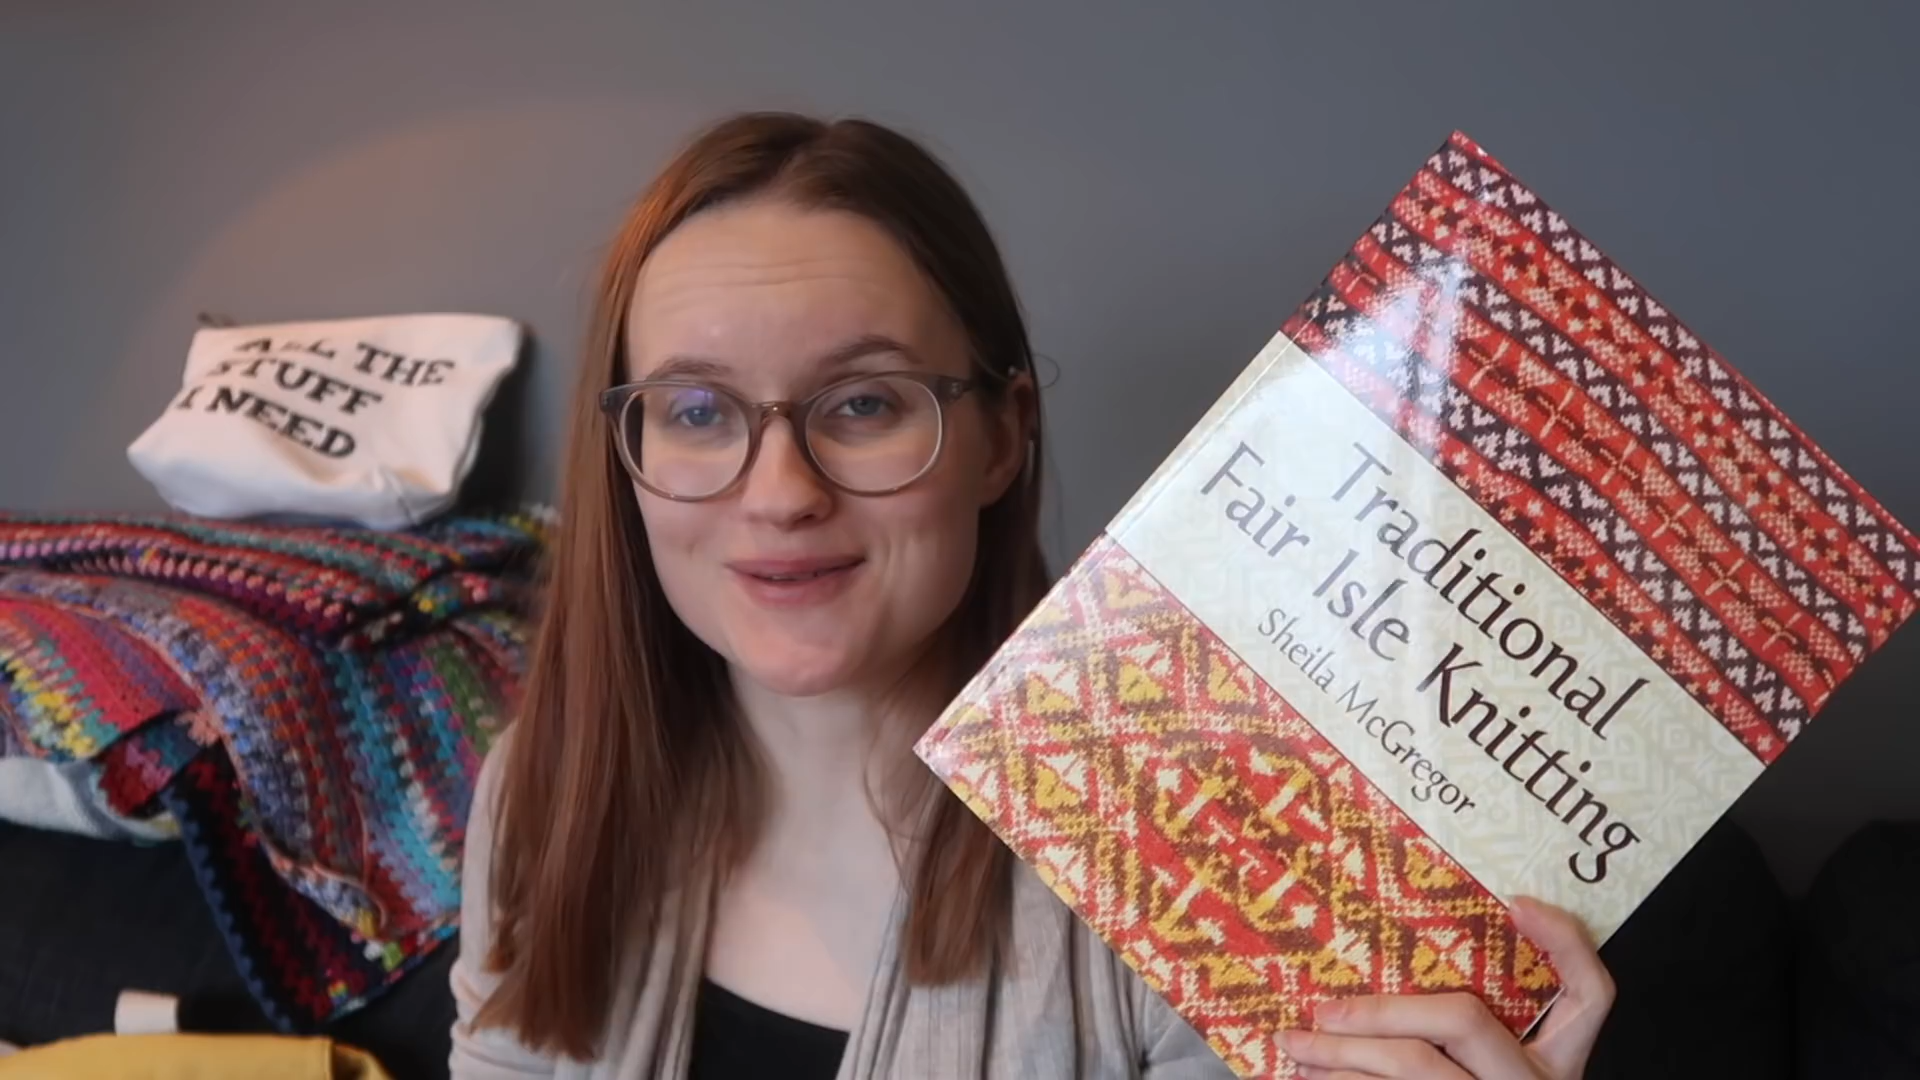 ALL THE
STUFF
I NEED
Traditional
Fair Isle Knitting
Sheila McGregor